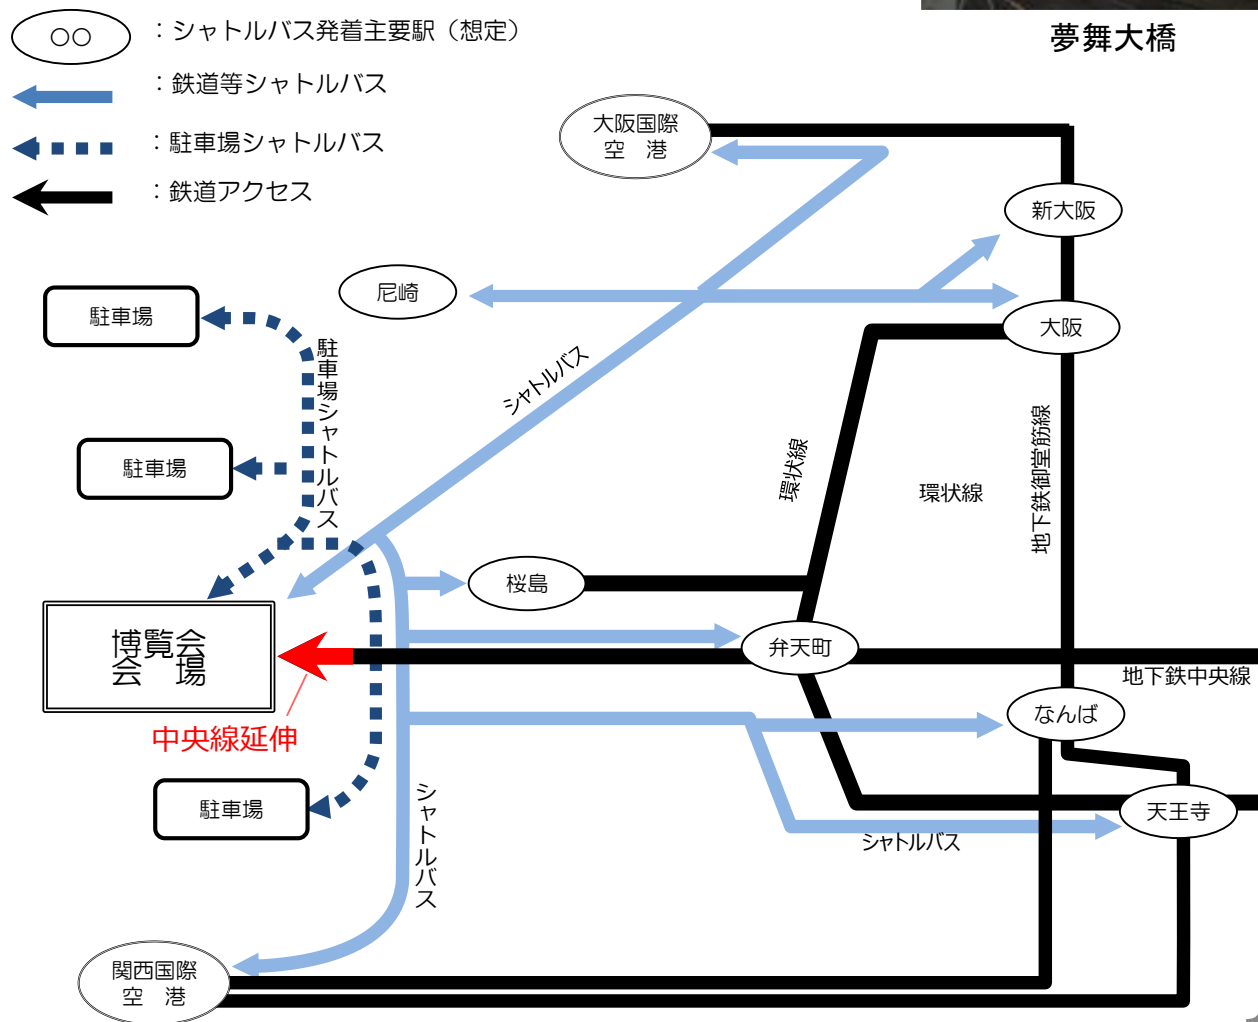 ○○
：シャトルバス発着主要駅（想定）
：鉄道等シャトルバス
：駐車場シャトルバス
：鉄道アクセス
夢舞大橋
大阪国際
空　港
新大阪
尼崎
大阪
駐車場
駐車場シャトルバス
シャトルバス
環状線
環状線
地下鉄御堂筋線
駐車場
桜島
博覧会
会　場
弁天町
地下鉄中央線
中央線延伸
なんば
駐車場
シャトルバス
天王寺
シャトルバス
関西国際
空　港